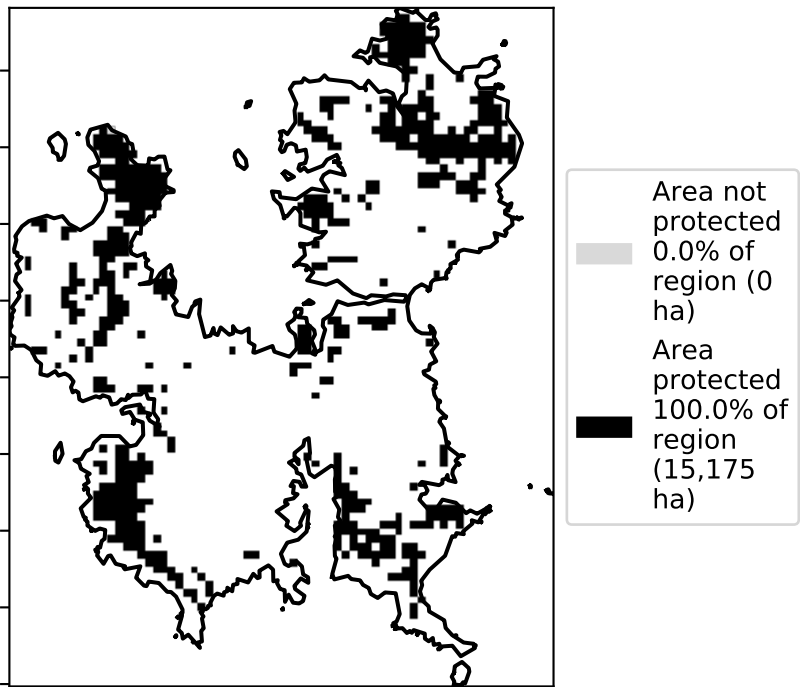 Area not
protected
0.0% of
region (0
ha)
Area
protected
100.0% of
region
(15,175
ha)